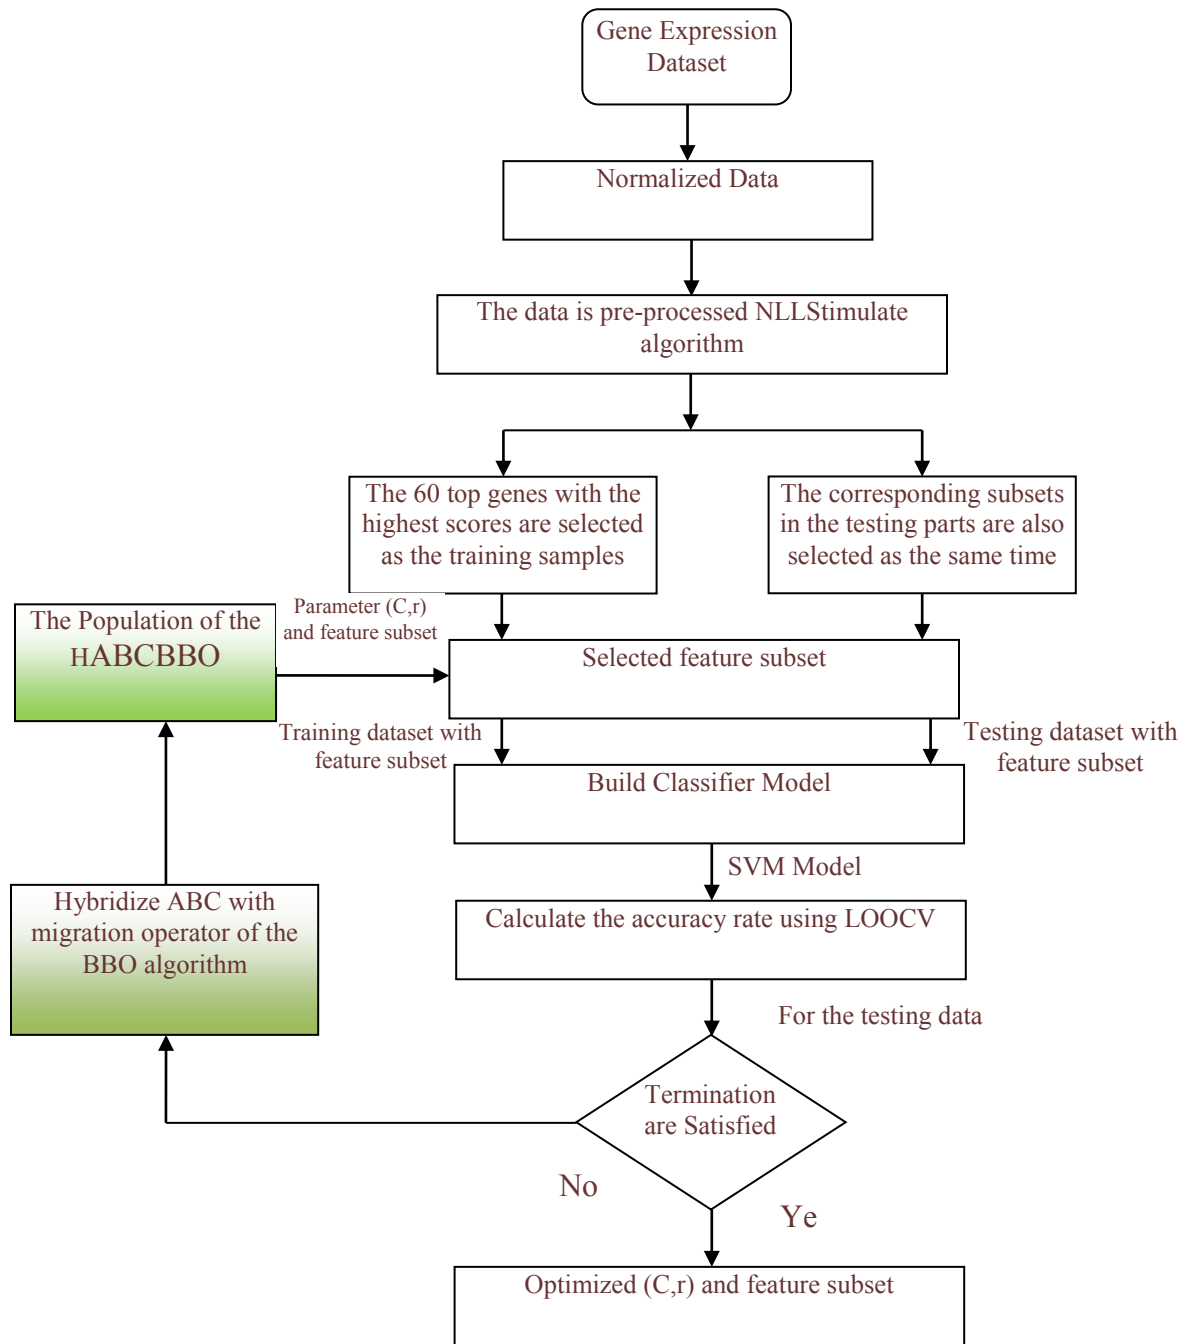 Gene Expression
Dataset
Normalized Data
The data is pre-processed NLLStimulate
algorithm
The 60 top genes with the
highest scores are selected
as the training samples
The corresponding subsets
in the testing parts are also
selected as the same time
The Population of the
HABCBBO
Parameter (C,r)
and feature subset
Selected feature subset
Training dataset with
feature subset
Testing dataset with
feature subset
Build Classifier Model
SVM Model
Hybridize ABC with
migration operator of the
BBO algorithm
Calculate the accuracy rate using LOOCV
For the testing data
Termination
are Satisfied
No
Ye
Optimized (C,r) and feature subset